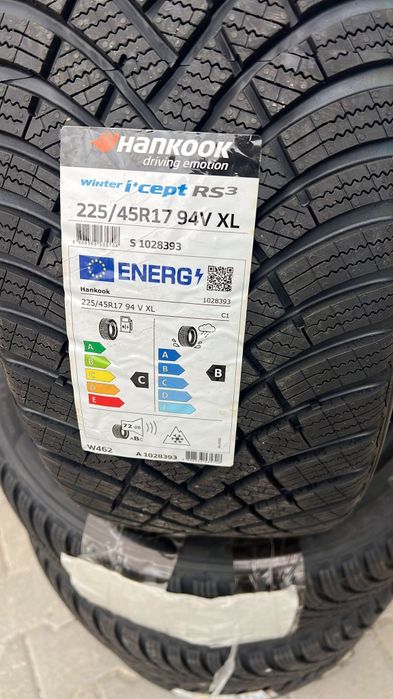 HANKOOK
driving emotion
winter i*cept RS3
225/45R17 94V XL
S 1028393
ENERG
Hankook
1028393
225/45R17 94 V XL
C1
A
B
C
D
E
C
A
B
C
D
E
B
72 dB
ABC
W462
A 1028393